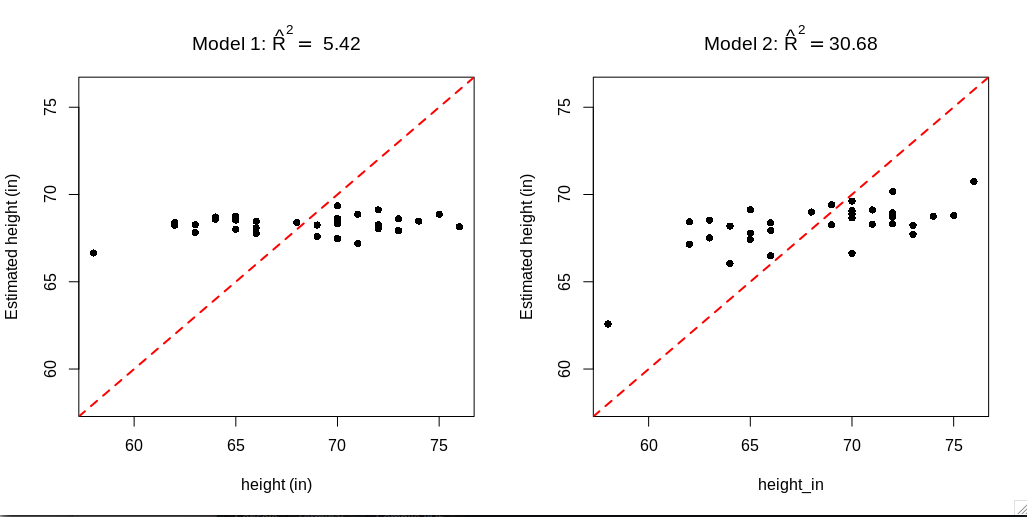 Model 1: R̂² = 5.42
Estimated height (in)
75
70
65
60
60 65 70 75
height (in)
Model 2: R̂² = 30.68
Estimated height (in)
75
70
65
60
60 65 70 75
height_in